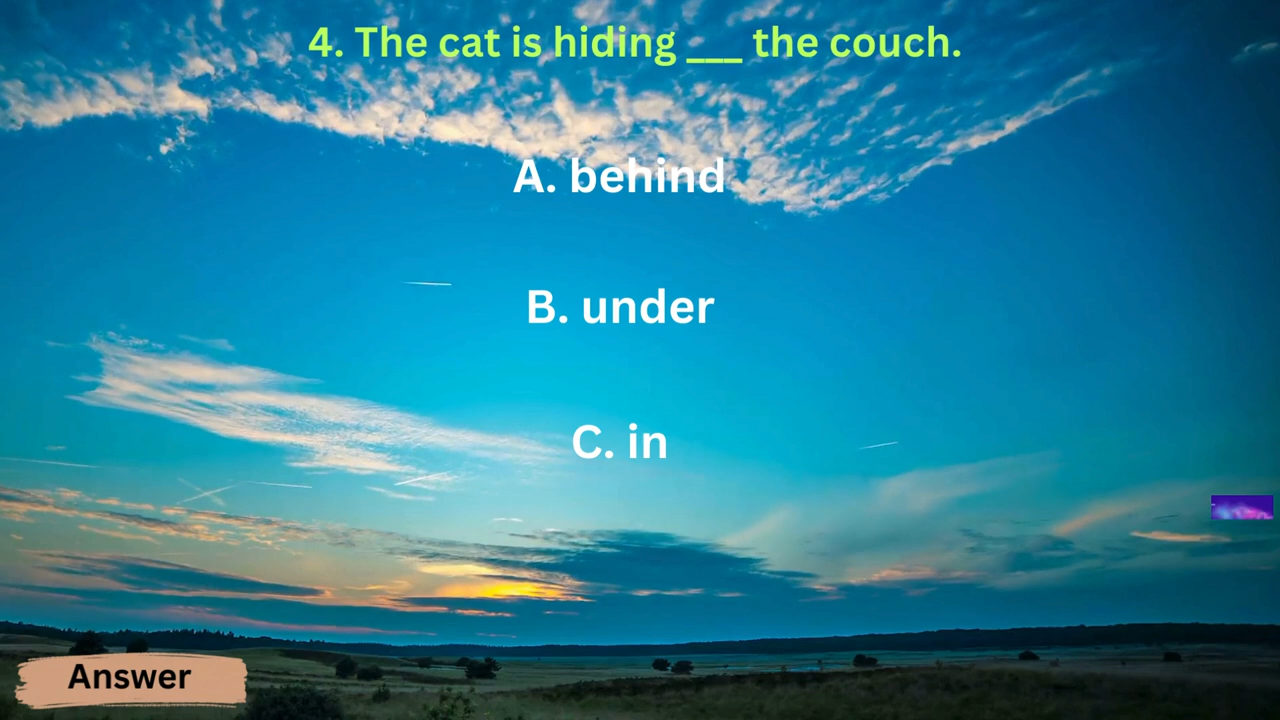 4. The cat is hiding ___ the couch.
A. behind
B. under
C. in
Answer